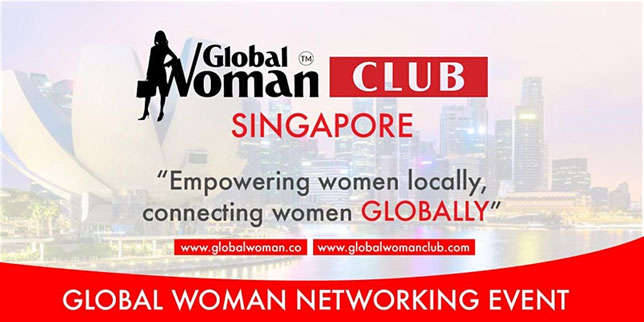 Global Woman ™ CLUB
SINGAPORE
“Empowering women locally,
connecting women GLOBALLY”
www.globalwoman.co www.globalwomanclub.com
GLOBAL WOMAN NETWORKING EVENT